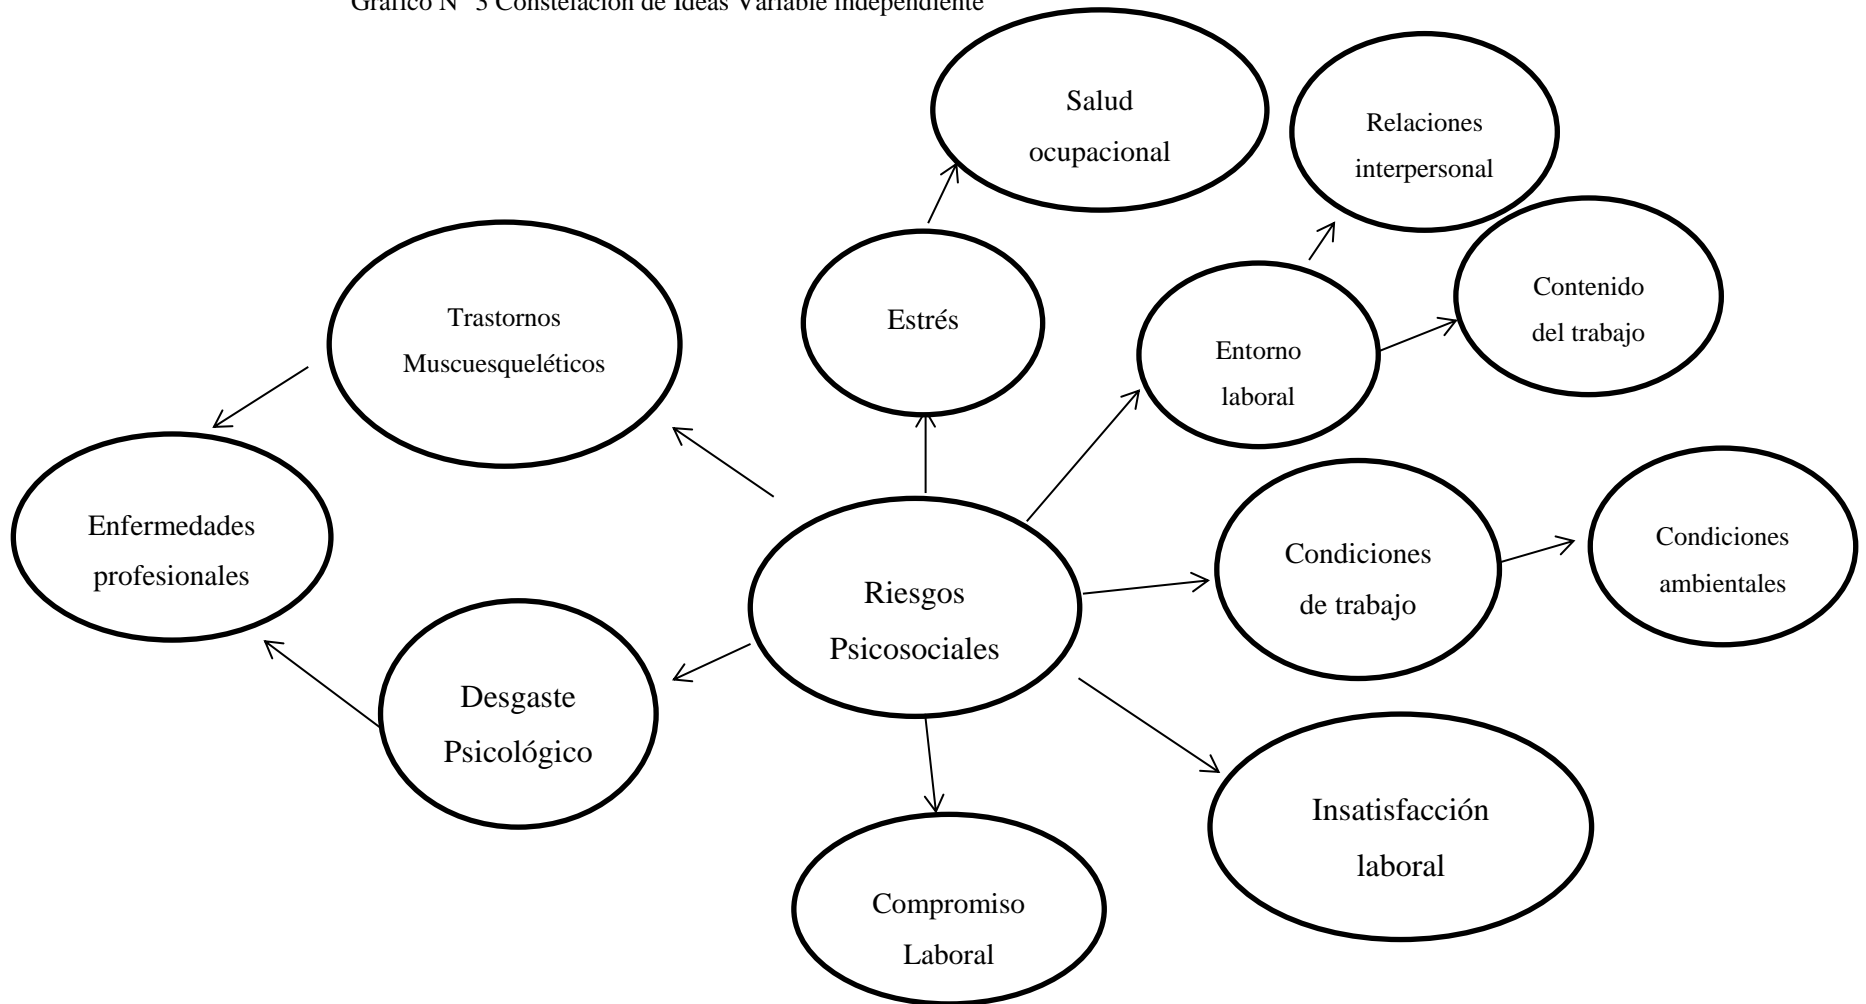 Gráfico N° 3 Constelación de Ideas Variable independiente
Salud
ocupacional
Relaciones
interpersonal
Contenido
del trabajo
Estrés
Entorno
laboral
Trastornos
Muscuesqueléticos
Enfermedades
profesionales
Condiciones
de trabajo
Condiciones
ambientales
Riesgos
Psicosociales
Desgaste
Psicológico
Insatisfacción
laboral
Compromiso
Laboral